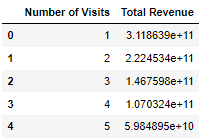 Number of Visits Total Revenue
0 1 3.118639e+11
1 2 2.224534e+11
2 3 1.467598e+11
3 4 1.070324e+11
4 5 5.984895e+10